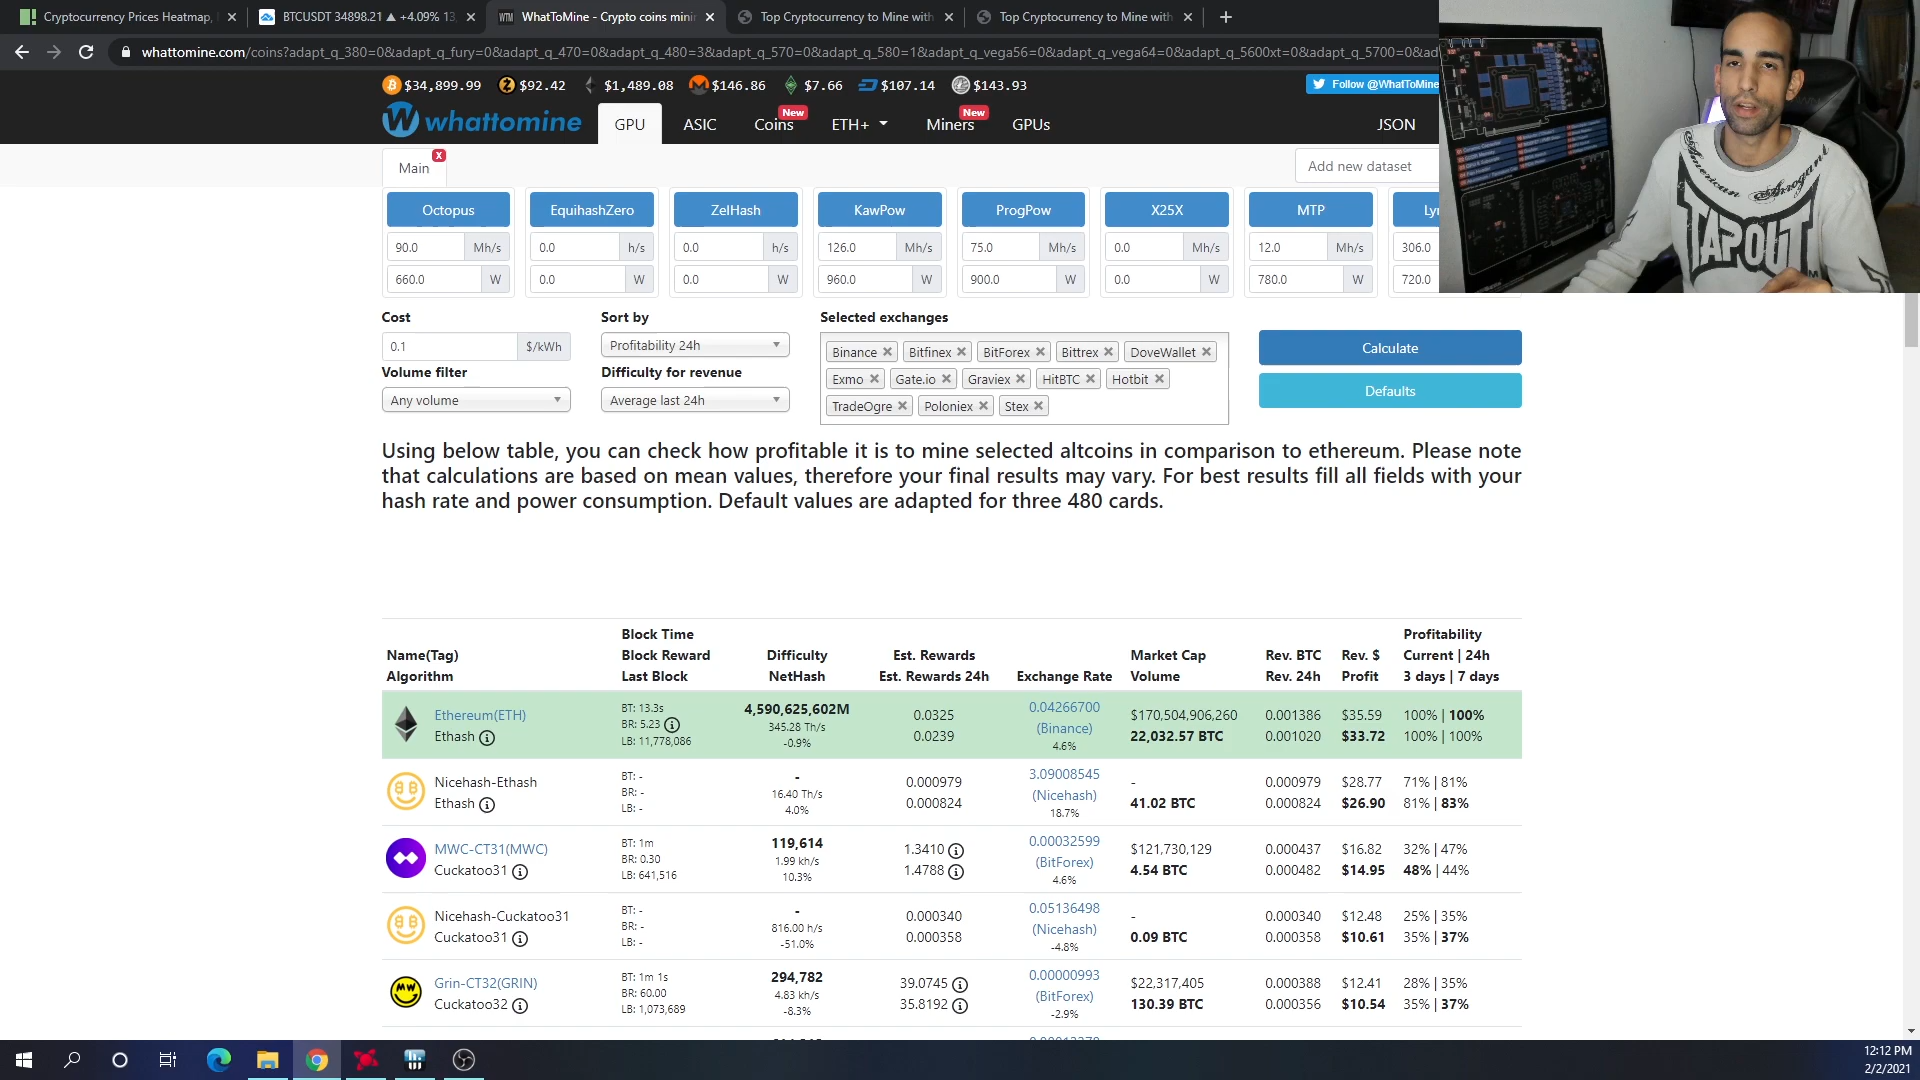 Cryptocurrency Prices Heatmap,
BTCUSDT 34898.21 ▲ +4.09% 13,
WhatToMine - Crypto coins minin
Top Cryptocurrency to Mine with
Top Cryptocurrency to Mine with
whattomine.com/coins?adapt_q_380=0&adapt_q_fury=0&adapt_q_470=0&adapt_q_480=3&adapt_q_570=0&adapt_q_580=1&adapt_q_vega56=0&adapt_q_vega64=0&adapt_q_5600xt=0&adapt_q_5700=0&ad
$34,899.99 $92.42 $1,489.08 $146.86 $7.66 $107.14 $143.93
Follow @WhatToMine
whattomine GPU ASIC Coins New ETH+ Miners New GPUs JSON
Main x Add new dataset
Octopus EquihashZero ZelHash KawPow ProgPow X25X MTP Ly
90.0 Mh/s 0.0 h/s 0.0 h/s 126.0 Mh/s 75.0 Mh/s 0.0 Mh/s 12.0 Mh/s 306.0
660.0 W 0.0 W 0.0 W 960.0 W 900.0 W 0.0 W 780.0 W 720.0
Cost Sort by Selected exchanges
0.1 $/kWh Profitability 24h
Volume filter Difficulty for revenue
Any volume Average last 24h
Binance Bitfinex BitForex Bittrex DoveWallet
Exmo Gate.io Graviex HitBTC Hotbit
TradeOgre Poloniex Stex
Calculate
Defaults
Using below table, you can check how profitable it is to mine selected altcoins in comparison to ethereum. Please note
that calculations are based on mean values, therefore your final results may vary. For best results fill all fields with your
hash rate and power consumption. Default values are adapted for three 480 cards.
Name(Tag)
Algorithm
Block Time
Block Reward
Last Block
Difficulty
NetHash
Est. Rewards
Est. Rewards 24h
Exchange Rate
Market Cap
Volume
Rev. BTC
Rev. 24h
Rev. $
Profit
Profitability
Current | 24h
3 days | 7 days
Ethereum(ETH)
Ethash
BT: 13.3s
BR: 5.23
LB: 11,778,086
4,590,625,602M
345.28 Th/s
-0.9%
0.0325
0.0239
0.04266700
(Binance)
4.6%
$170,504,906,260
22,032.57 BTC
0.001386
0.001020
$35.59
$33.72
100% | 100%
100% | 100%
Nicehash-Ethash
Ethash
BT: -
BR: -
LB: -
-
16.40 Th/s
4.0%
0.000979
0.000824
3.09008545
(Nicehash)
18.7%
-
41.02 BTC
0.000979
0.000824
$28.77
$26.90
71% | 81%
81% | 83%
MWC-CT31(MWC)
Cuckatoo31
BT: 1m
BR: 0.30
LB: 641,516
119,614
1.99 kh/s
10.3%
1.3410
1.4788
0.00032599
(BitForex)
4.6%
$121,730,129
4.54 BTC
0.000437
0.000482
$16.82
$14.95
32% | 47%
48% | 44%
Nicehash-Cuckatoo31
Cuckatoo31
BT: -
BR: -
LB: -
-
816.00 h/s
-51.0%
0.000340
0.000358
0.05136498
(Nicehash)
-4.8%
-
0.09 BTC
0.000340
0.000358
$12.48
$10.61
25% | 35%
35% | 37%
Grin-CT32(GRIN)
Cuckatoo32
BT: 1m 1s
BR: 60.00
LB: 1,073,689
294,782
4.83 kh/s
-8.3%
39.0745
35.8192
0.00000993
(BitForex)
-2.9%
$22,317,405
130.39 BTC
0.000388
0.000356
$12.41
$10.54
28% | 35%
35% | 37%
American Arrogant
TAPOUT
12:12 PM
2/2/2021